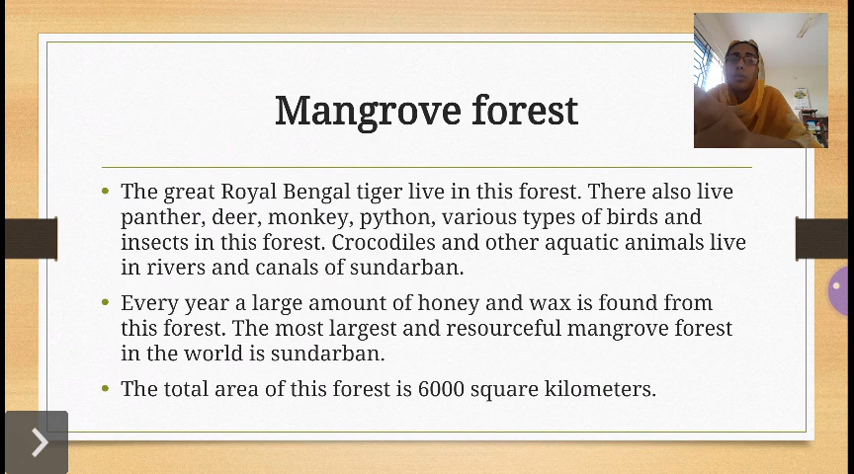 Mangrove forest
• The great Royal Bengal tiger live in this forest. There also live
panther, deer, monkey, python, various types of birds and
insects in this forest. Crocodiles and other aquatic animals live
in rivers and canals of sundarban.
• Every year a large amount of honey and wax is found from
this forest. The most largest and resourceful mangrove forest
in the world is sundarban.
• The total area of this forest is 6000 square kilometers.